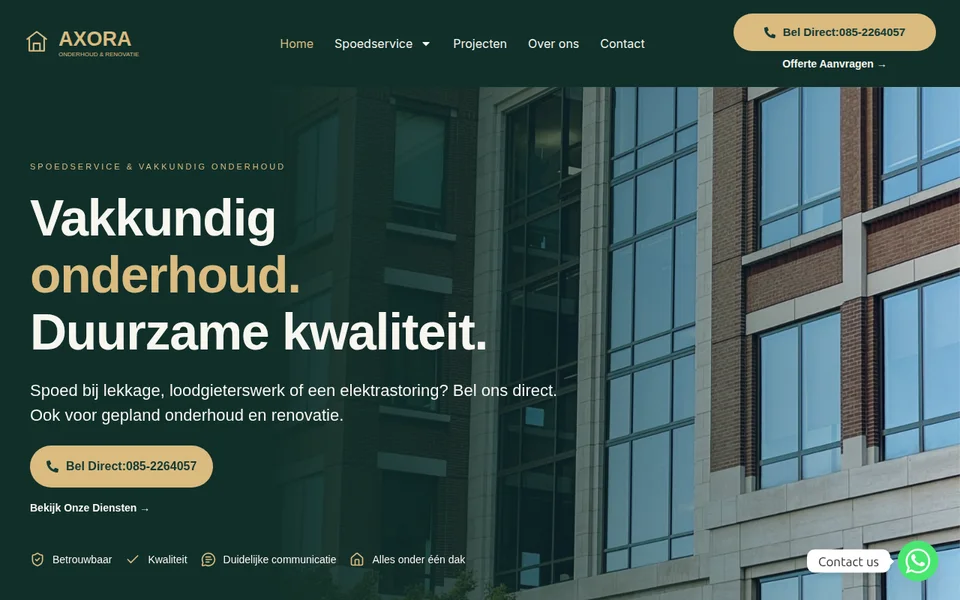 AXORA
ONDERHOUD & RENOVATIE
Home
Spoedservice
Projecten
Over ons
Contact
Bel Direct:085-2264057
Offerte Aanvragen →
SPOEDSERVICE & VAKKUNDIG ONDERHOUD
Vakkundig
onderhoud.
Duurzame kwaliteit.
Spoed bij lekkage, loodgieterswerk of een elektrastoring? Bel ons direct.
Ook voor gepland onderhoud en renovatie.
Bel Direct:085-2264057
Bekijk Onze Diensten →
Betrouwbaar
Kwaliteit
Duidelijke communicatie
Alles onder één dak
Contact us